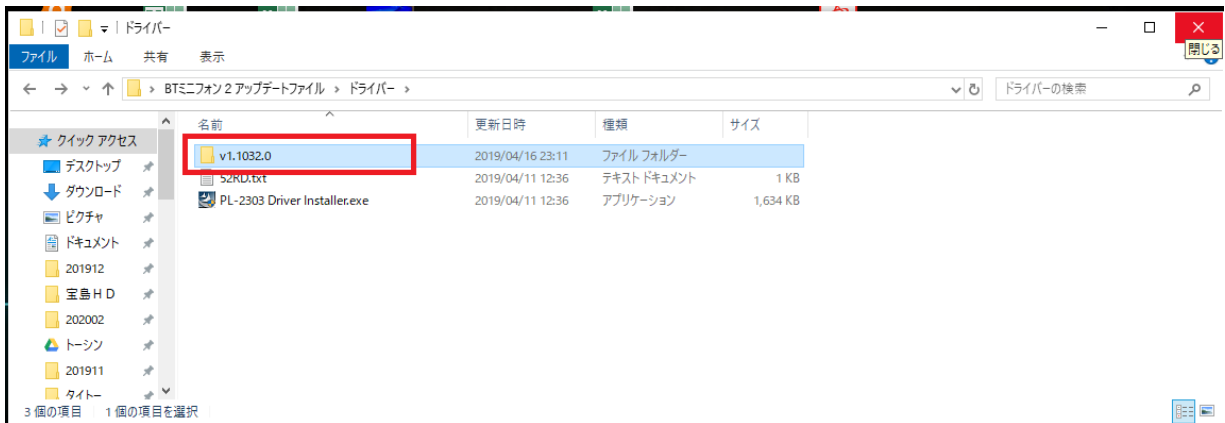 ドライバー
ファイル ホーム 共有 表示
閉じる
BTミニフォン２アップデートファイル › ドライバー ›
ドライバーの検索
名前 更新日時 種類 サイズ
クイック アクセス
v1.1032.0 2019/04/16 23:11 ファイル フォルダー
デスクトップ
52RD.txt 2019/04/11 12:36 テキスト ドキュメント 1 KB
ダウンロード
PL-2303 Driver Installer.exe 2019/04/11 12:36 アプリケーション 1,634 KB
ピクチャ
ドキュメント
201912
宝島ＨＤ
202002
トーシン
201911
タイトー
3 個の項目 1 個の項目を選択